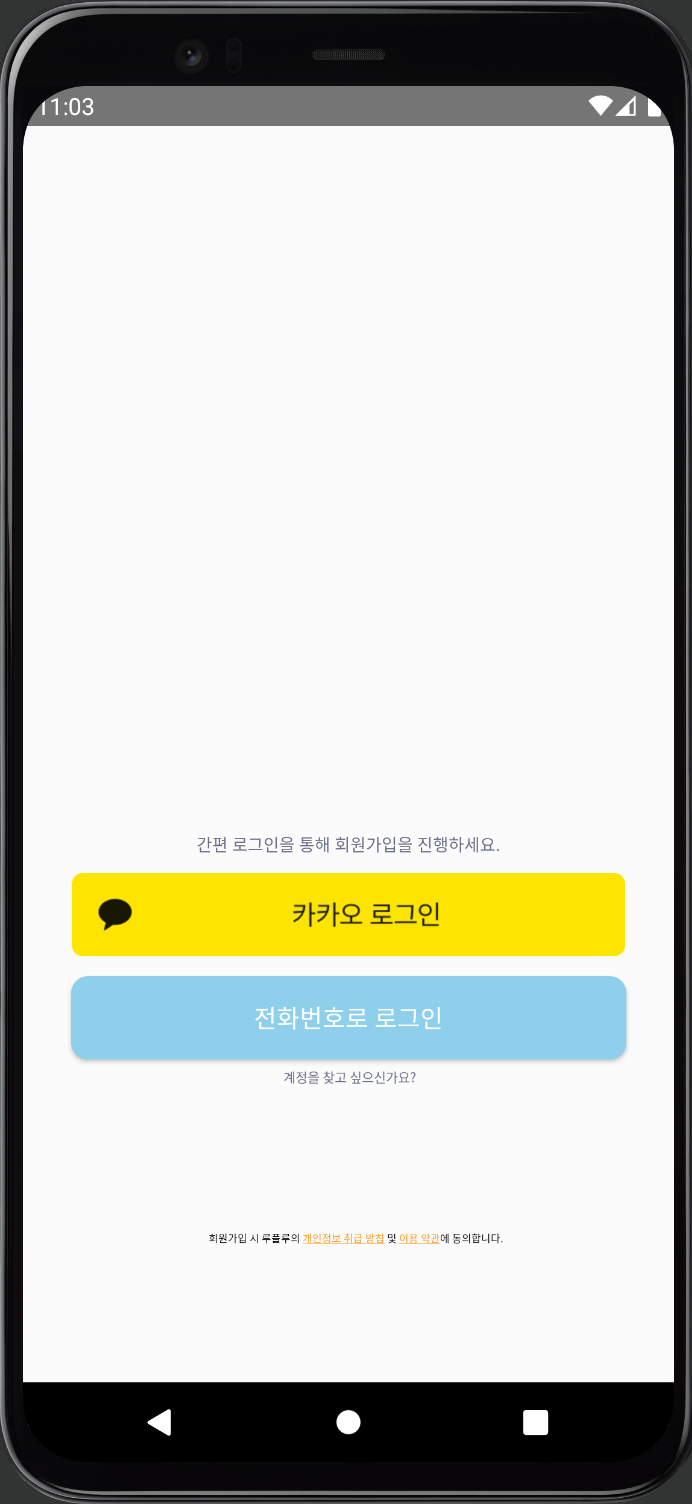 11:03
간편 로그인을 통해 회원가입을 진행하세요.
카카오 로그인
전화번호로 로그인
계정을 찾고 싶으신가요?
회원가입 시 루플루의 개인정보 취급 방침 및 이용 약관에 동의합니다.